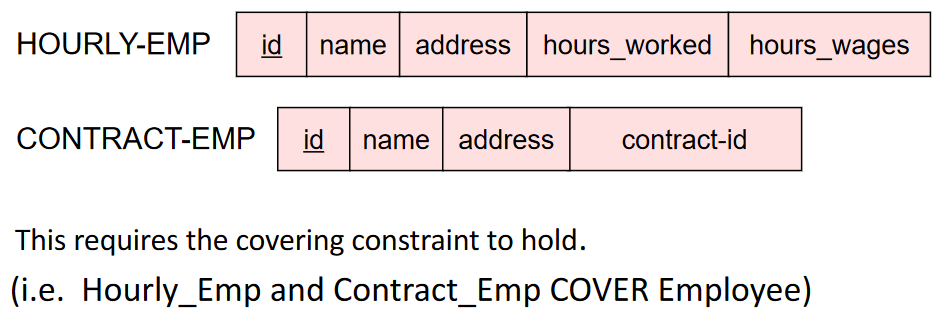 HOURLY-EMP id name address hours_worked hours_wages
CONTRACT-EMP id name address contract-id
This requires the covering constraint to hold.
(i.e. Hourly_Emp and Contract_Emp COVER Employee)